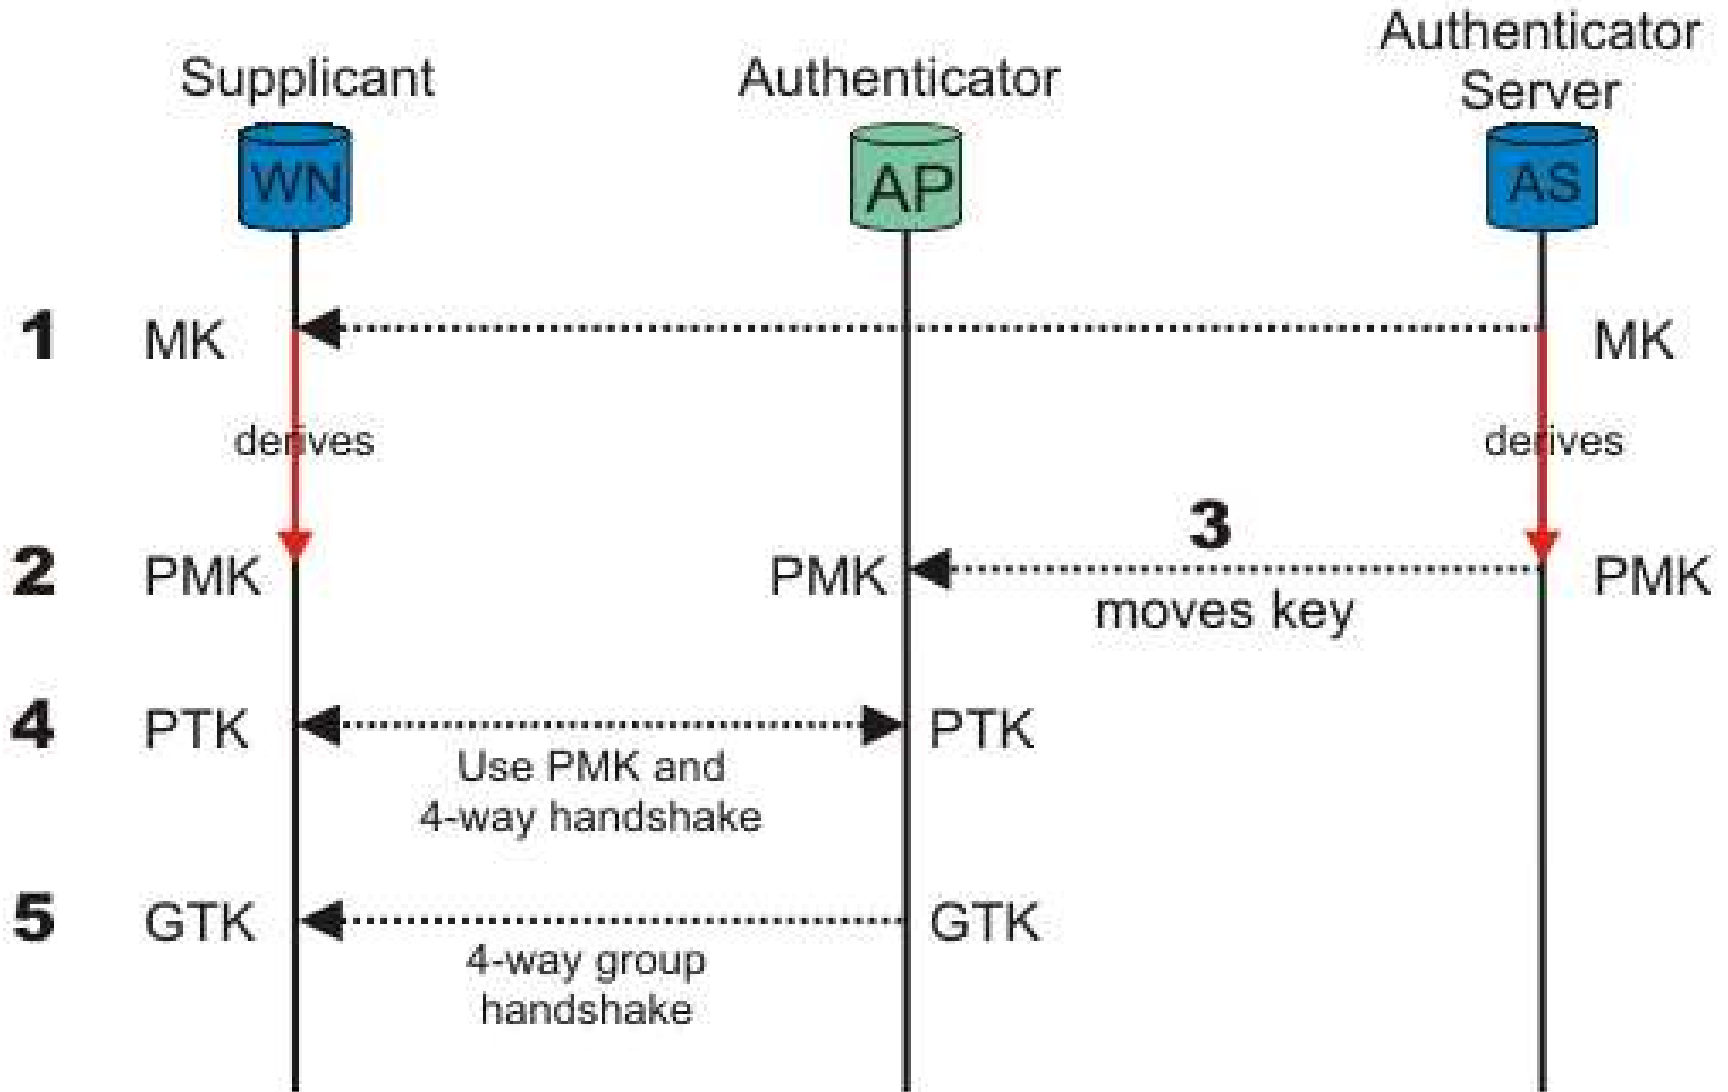 Supplicant
Authenticator
Authenticator
Server
WN
AP
AS
1
MK
MK
derives
derives
3
2
PMK
PMK
PMK
moves key
4
PTK
PTK
Use PMK and
4-way handshake
5
GTK
GTK
4-way group
handshake